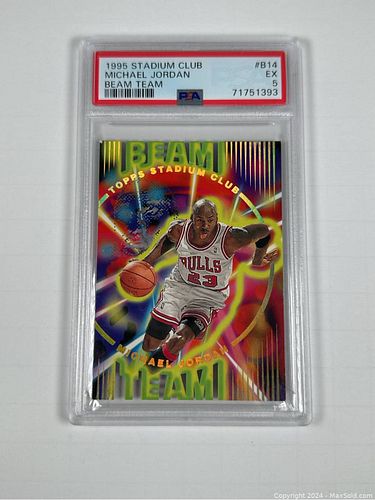 1995 STADIUM CLUB #B14
MICHAEL JORDAN EX
BEAM TEAM 5
PSA 71751393
BEAM
TOPPS STADIUM CLUB
BULLS
23
MICHAEL JORDAN
TEAM
Copyright © 2024 - MaxSold.com